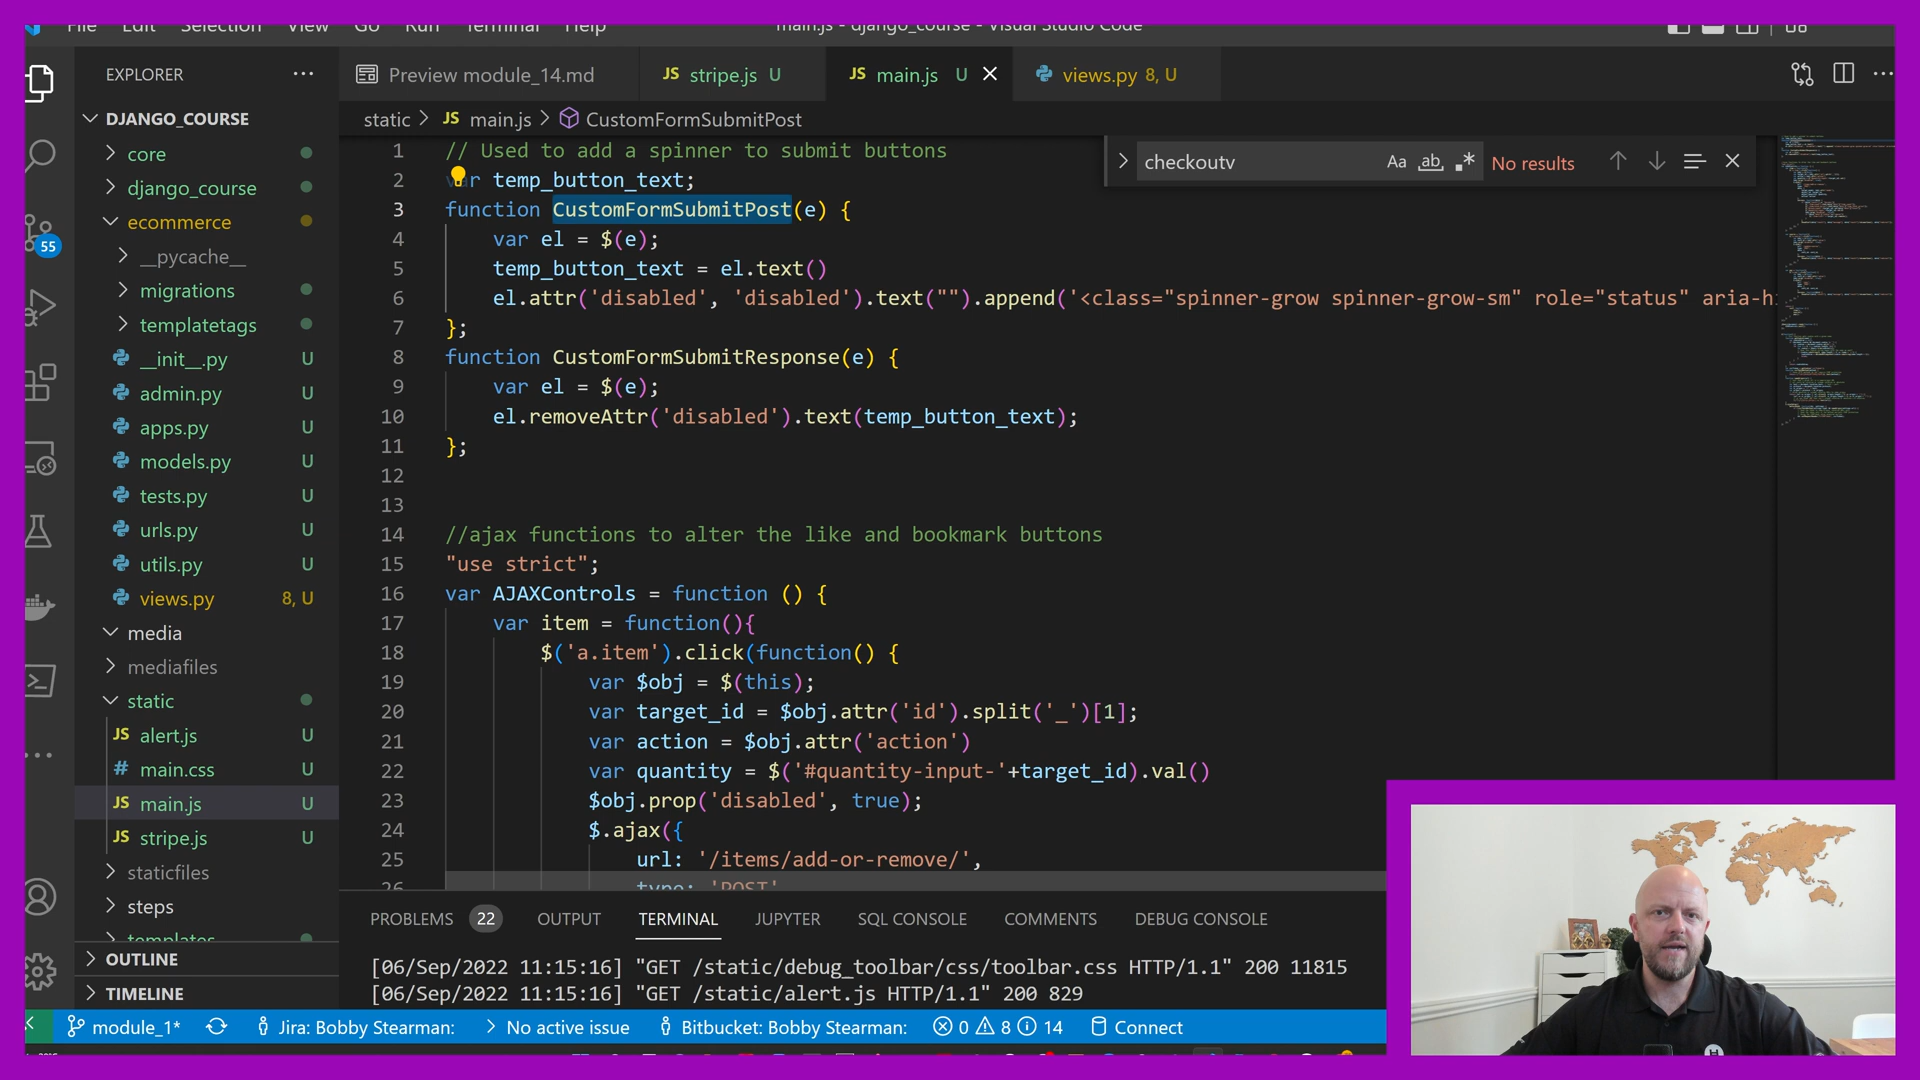 File Edit Selection View Go Run Terminal Help
main.js - django_course - Visual Studio Code
EXPLORER
Preview module_14.md
JS stripe.js U
JS main.js U
views.py 8, U
DJANGO_COURSE
static > JS main.js > CustomFormSubmitPost
checkoutv
Aa ab .* No results
core
django_course
ecommerce
__pycache__
migrations
templatetags
__init__.py U
admin.py U
apps.py U
models.py U
tests.py U
urls.py U
utils.py U
views.py 8, U
media
mediafiles
static
JS alert.js U
# main.css U
JS main.js U
JS stripe.js U
staticfiles
steps
templates
OUTLINE
TIMELINE
55
1 // Used to add a spinner to submit buttons
2 var temp_button_text;
3 function CustomFormSubmitPost(e) {
4 var el = $(e);
5 temp_button_text = el.text()
6 el.attr('disabled', 'disabled').text("").append('<class="spinner-grow spinner-grow-sm" role="status" aria-h
7 };
8 function CustomFormSubmitResponse(e) {
9 var el = $(e);
10 el.removeAttr('disabled').text(temp_button_text);
11 };
12
13
14 //ajax functions to alter the like and bookmark buttons
15 "use strict";
16 var AJAXControls = function () {
17 var item = function(){
18 $('a.item').click(function() {
19 var $obj = $(this);
20 var target_id = $obj.attr('id').split('_')[1];
21 var action = $obj.attr('action')
22 var quantity = $('#quantity-input-'+target_id).val()
23 $obj.prop('disabled', true);
24 $.ajax({
25 url: '/items/add-or-remove/',
26 type: 'POST'
PROBLEMS 22 OUTPUT TERMINAL JUPYTER SQL CONSOLE COMMENTS DEBUG CONSOLE
[06/Sep/2022 11:15:16] "GET /static/debug_toolbar/css/toolbar.css HTTP/1.1" 200 11815
[06/Sep/2022 11:15:16] "GET /static/alert.js HTTP/1.1" 200 829
module_1* Jira: Bobby Stearman: > No active issue Bitbucket: Bobby Stearman: 0 8 14 Connect